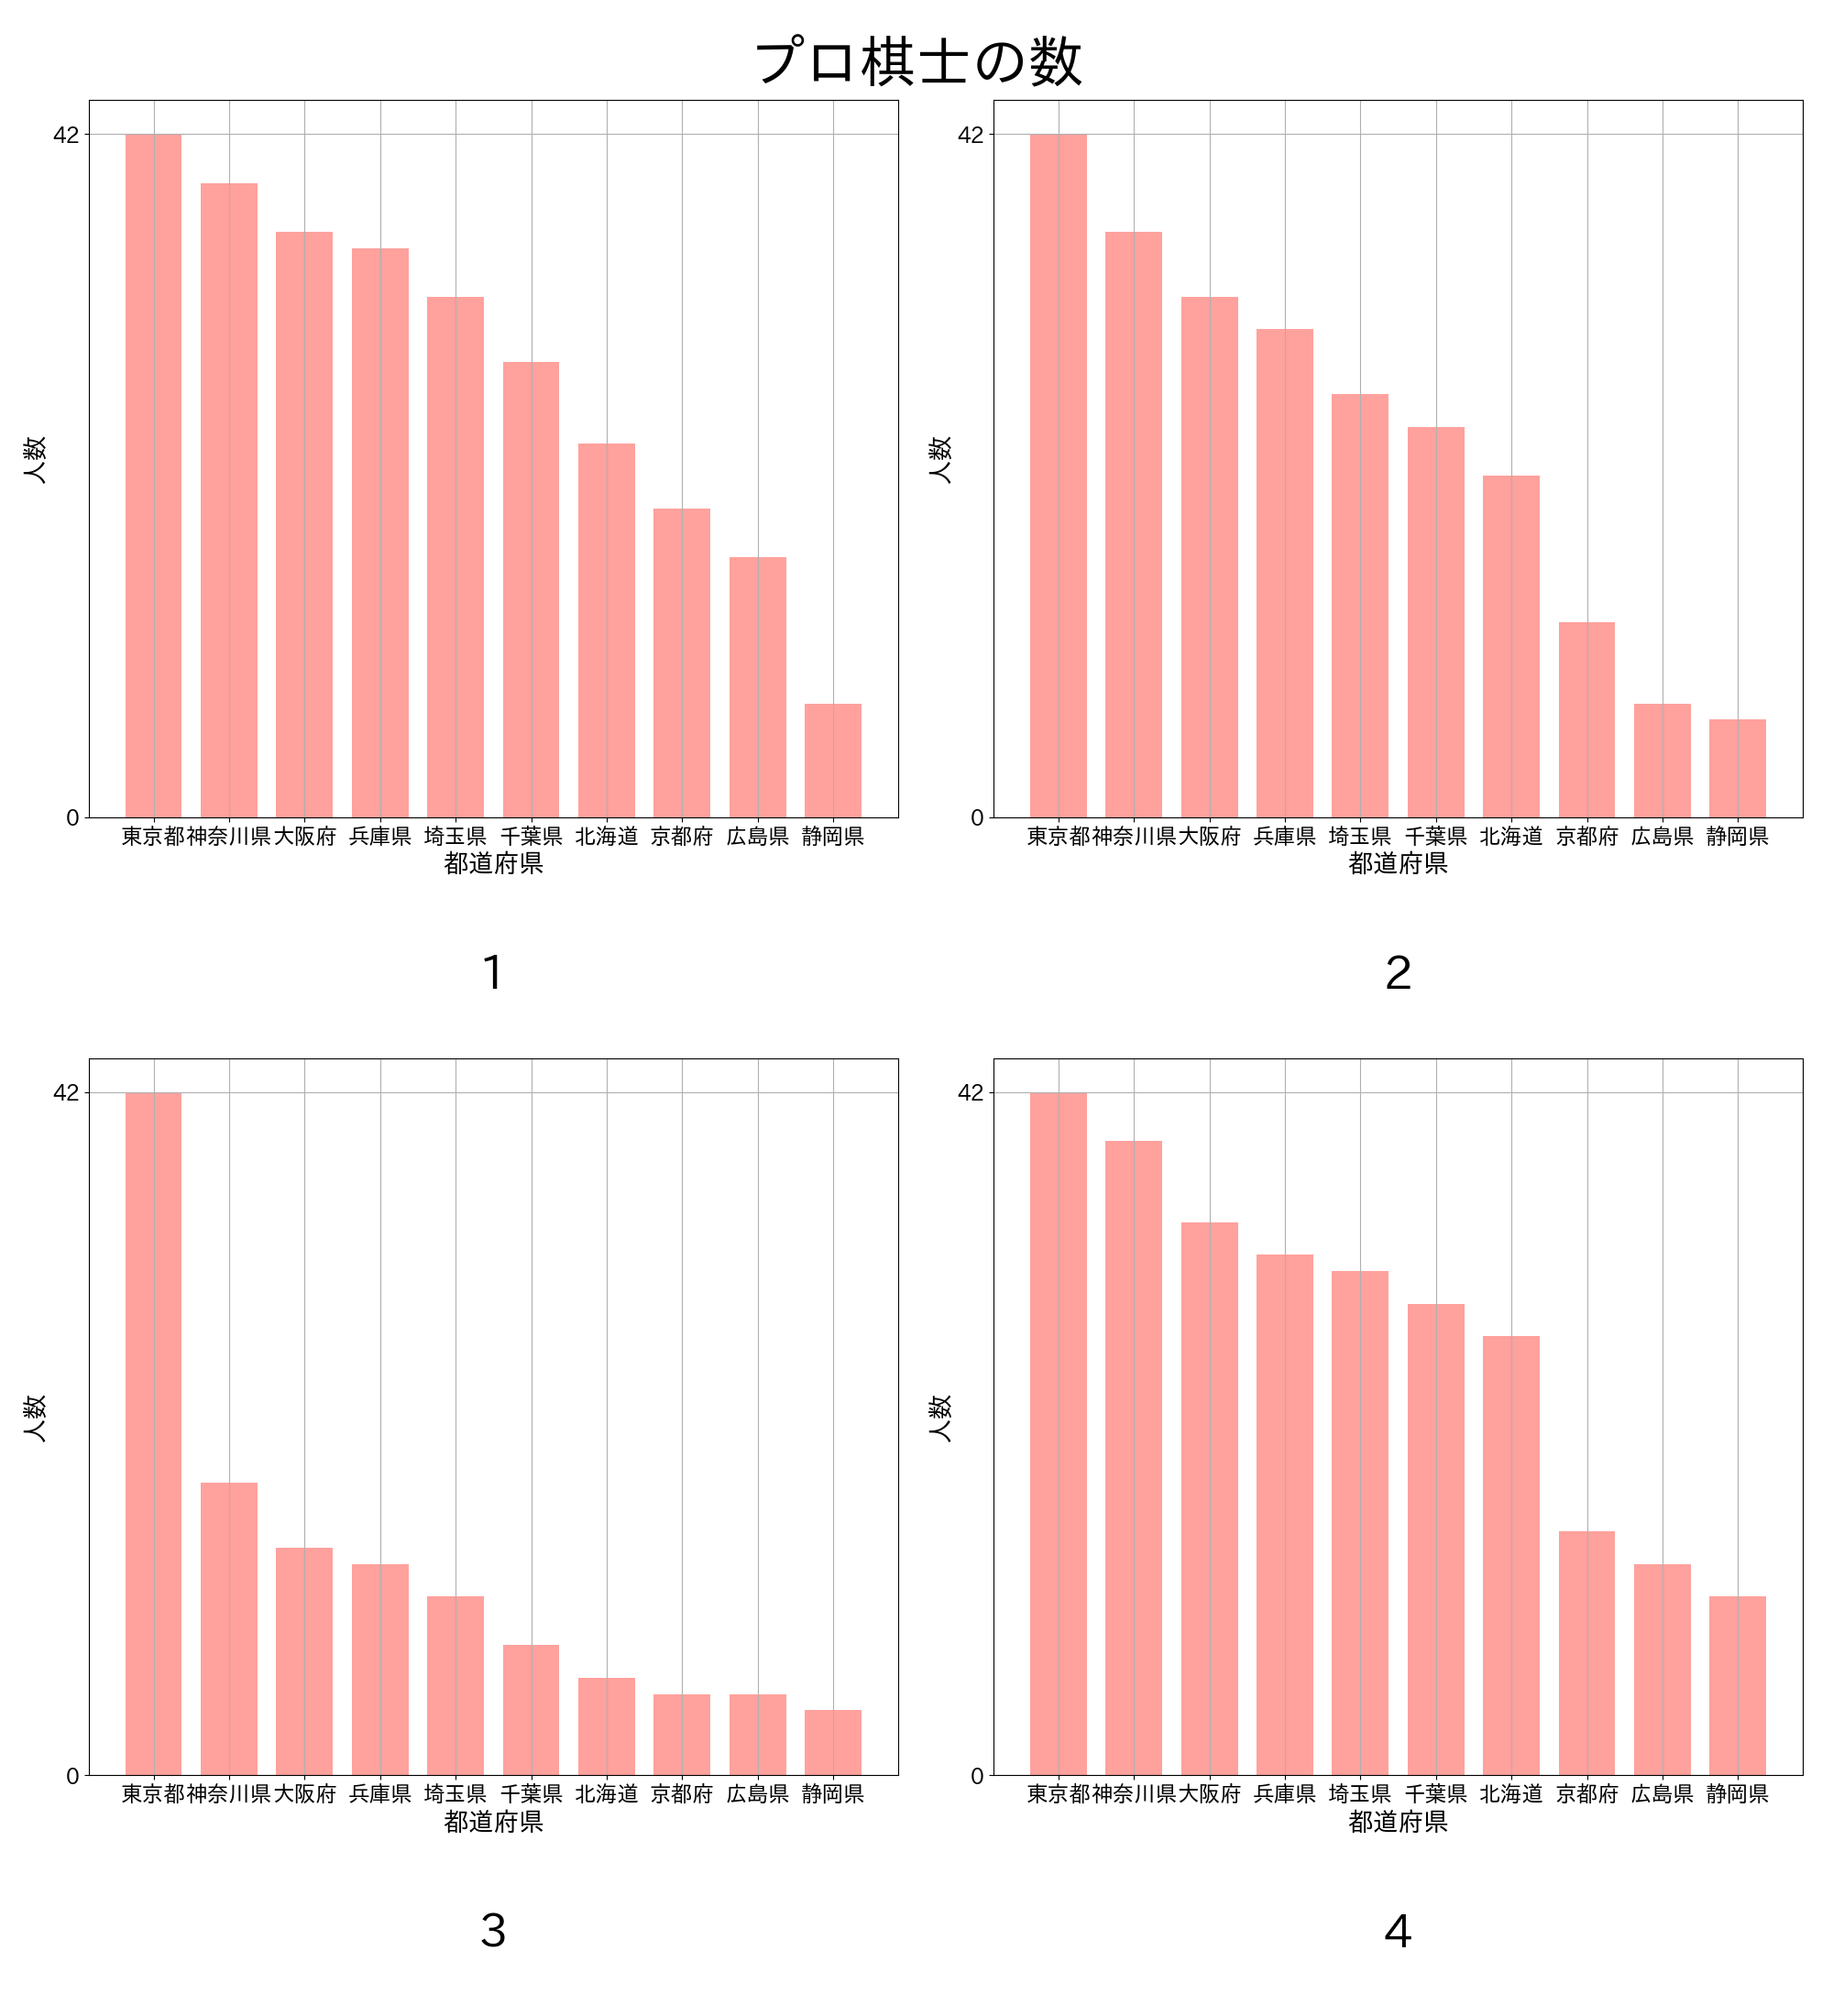 プロ棋士の数
42
0
人数
東京都 神奈川県 大阪府 兵庫県 埼玉県 千葉県 北海道 京都府 広島県 静岡県
都道府県
1
42
0
人数
東京都 神奈川県 大阪府 兵庫県 埼玉県 千葉県 北海道 京都府 広島県 静岡県
都道府県
2
42
0
人数
東京都 神奈川県 大阪府 兵庫県 埼玉県 千葉県 北海道 京都府 広島県 静岡県
都道府県
3
42
0
人数
東京都 神奈川県 大阪府 兵庫県 埼玉県 千葉県 北海道 京都府 広島県 静岡県
都道府県
4